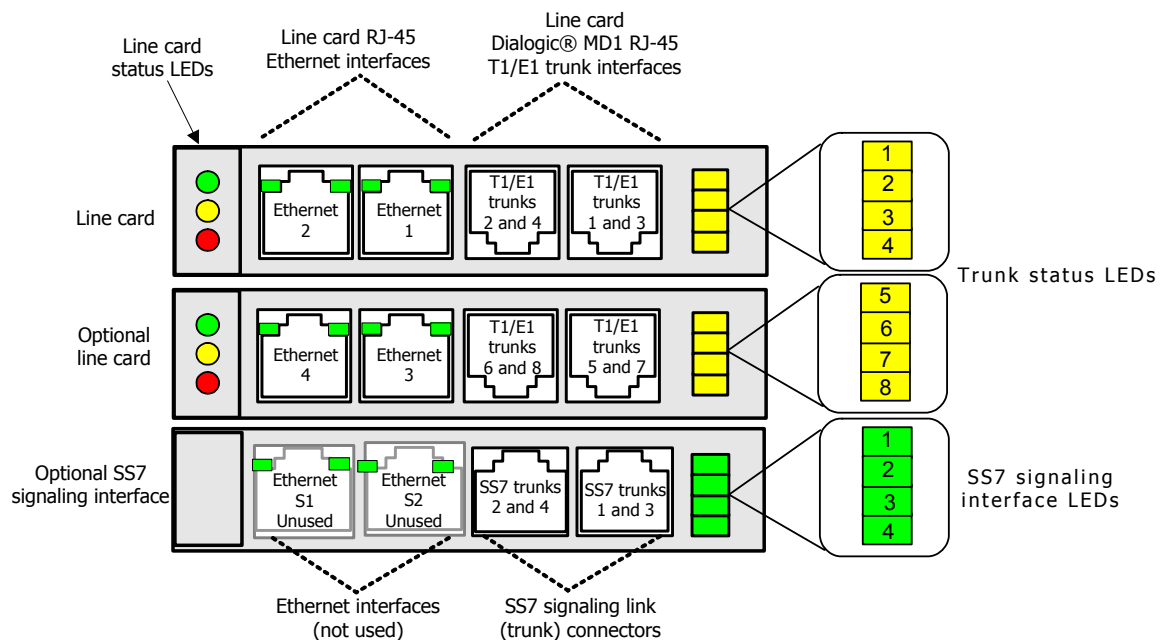 Line card
status LEDs
Line card RJ-45
Ethernet interfaces
Line card
Dialogic® MD1 RJ-45
T1/E1 trunk interfaces
Line card
Ethernet
2
Ethernet
1
T1/E1
trunks
2 and 4
T1/E1
trunks
1 and 3
1
2
3
4
Trunk status LEDs
Optional
line card
Ethernet
4
Ethernet
3
T1/E1
trunks
6 and 8
T1/E1
trunks
5 and 7
5
6
7
8
Optional SS7
signaling interface
Ethernet
S1
Unused
Ethernet
S2
Unused
SS7 trunks
2 and 4
SS7 trunks
1 and 3
1
2
3
4
SS7 signaling
interface LEDs
Ethernet interfaces
(not used)
SS7 signaling link
(trunk) connectors